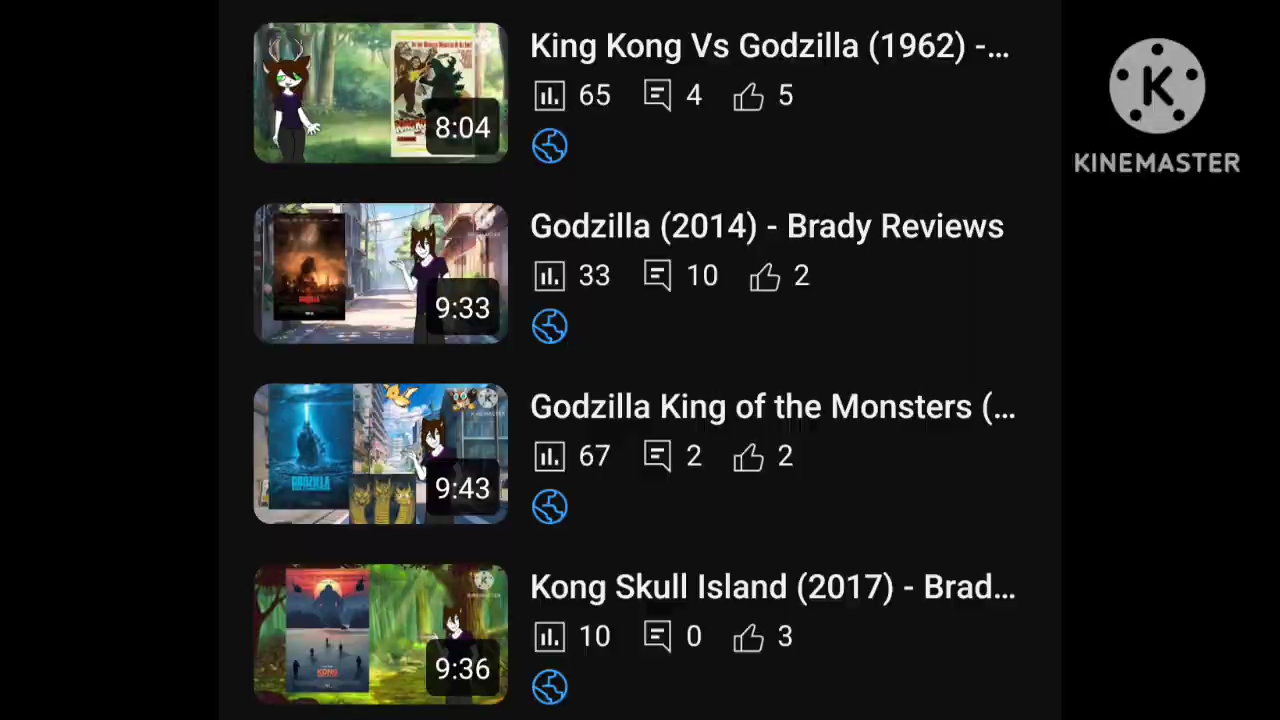 King Kong Vs Godzilla (1962) -...
65 4 5
8:04
K
KINEMASTER
Godzilla (2014) - Brady Reviews
33 10 2
9:33
Godzilla King of the Monsters (...
67 2 2
GODZILLA
9:43
Kong Skull Island (2017) - Brad...
10 0 3
KONG
9:36